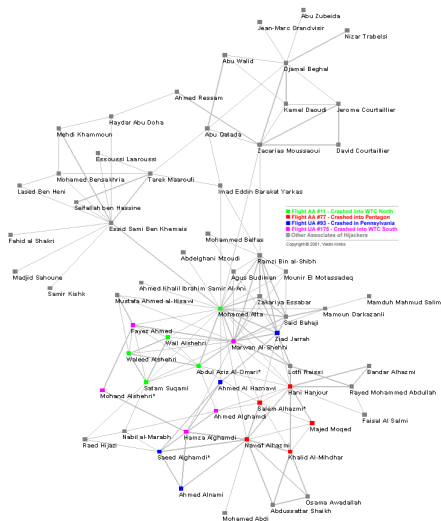 Abu Zubeida
Jean-Marc Grandvisir
Nizar Trabelsi
Abu Walid
Djamal Beghal
Ahmed Ressam
Kamel Daoudi
Jerome Courtaillier
Haydar Abu Doha
Mehdi Khammoun
Abu Qatada
Zacarias Moussaoui
David Courtaillier
Essoussi Laaroussi
Mohamed Bensakhria
Tarek Maaroufi
Lased Ben Heni
Imad Eddin Barakat Yarkas
Seifallah ben Hassine
Flight AA #11 - Crashed into WTC North
Flight AA #77 - Crashed into Pentagon
Flight UA #93 - Crashed in Pennsylvania
Flight UA #175 - Crashed into WTC South
Other Associates of Hijackers
Copyright © 2001, Valdis Krebs
Essid Sami Ben Khemais
Fahid al Shakri
Mohammed Belfas
Abdelghani Mzoudi
Ramzi Bin al-Shibh
Madjid Sahoune
Agus Budiman
Mounir El Motassadeq
Samir Kishk
Ahmed Khalil Ibrahim Samir Al-Ani
Mustafa Ahmed al-Hisawi
Zakariya Essabar
Mamduh Mahmud Salim
Mohamed Atta
Said Bahaji
Mamoun Darkazanli
Fayez Ahmed
Ziad Jarrah
Wail Alshehri
Marwan Al-Shehhi
Waleed Alshehri
Lotfi Raissi
Bandar Alhazmi
Abdul Aziz Al-Omari*
Satam Suqami
Ahmed Al Haznawi
Hani Hanjour
Rayed Mohammed Abdullah
Mohand Alshehri*
Salem Alhazmi*
Ahmed Alghamdi
Faisal Al Salmi
Majed Moqed
Nabil al-Marabh
Hamza Alghamdi
Raed Hijazi
Nawaf Alhazmi
Saeed Alghamdi*
Khalid Al-Mihdhar
Ahmed Alnami
Osama Awadallah
Abdussattar Shaikh
Mohamed Abdi